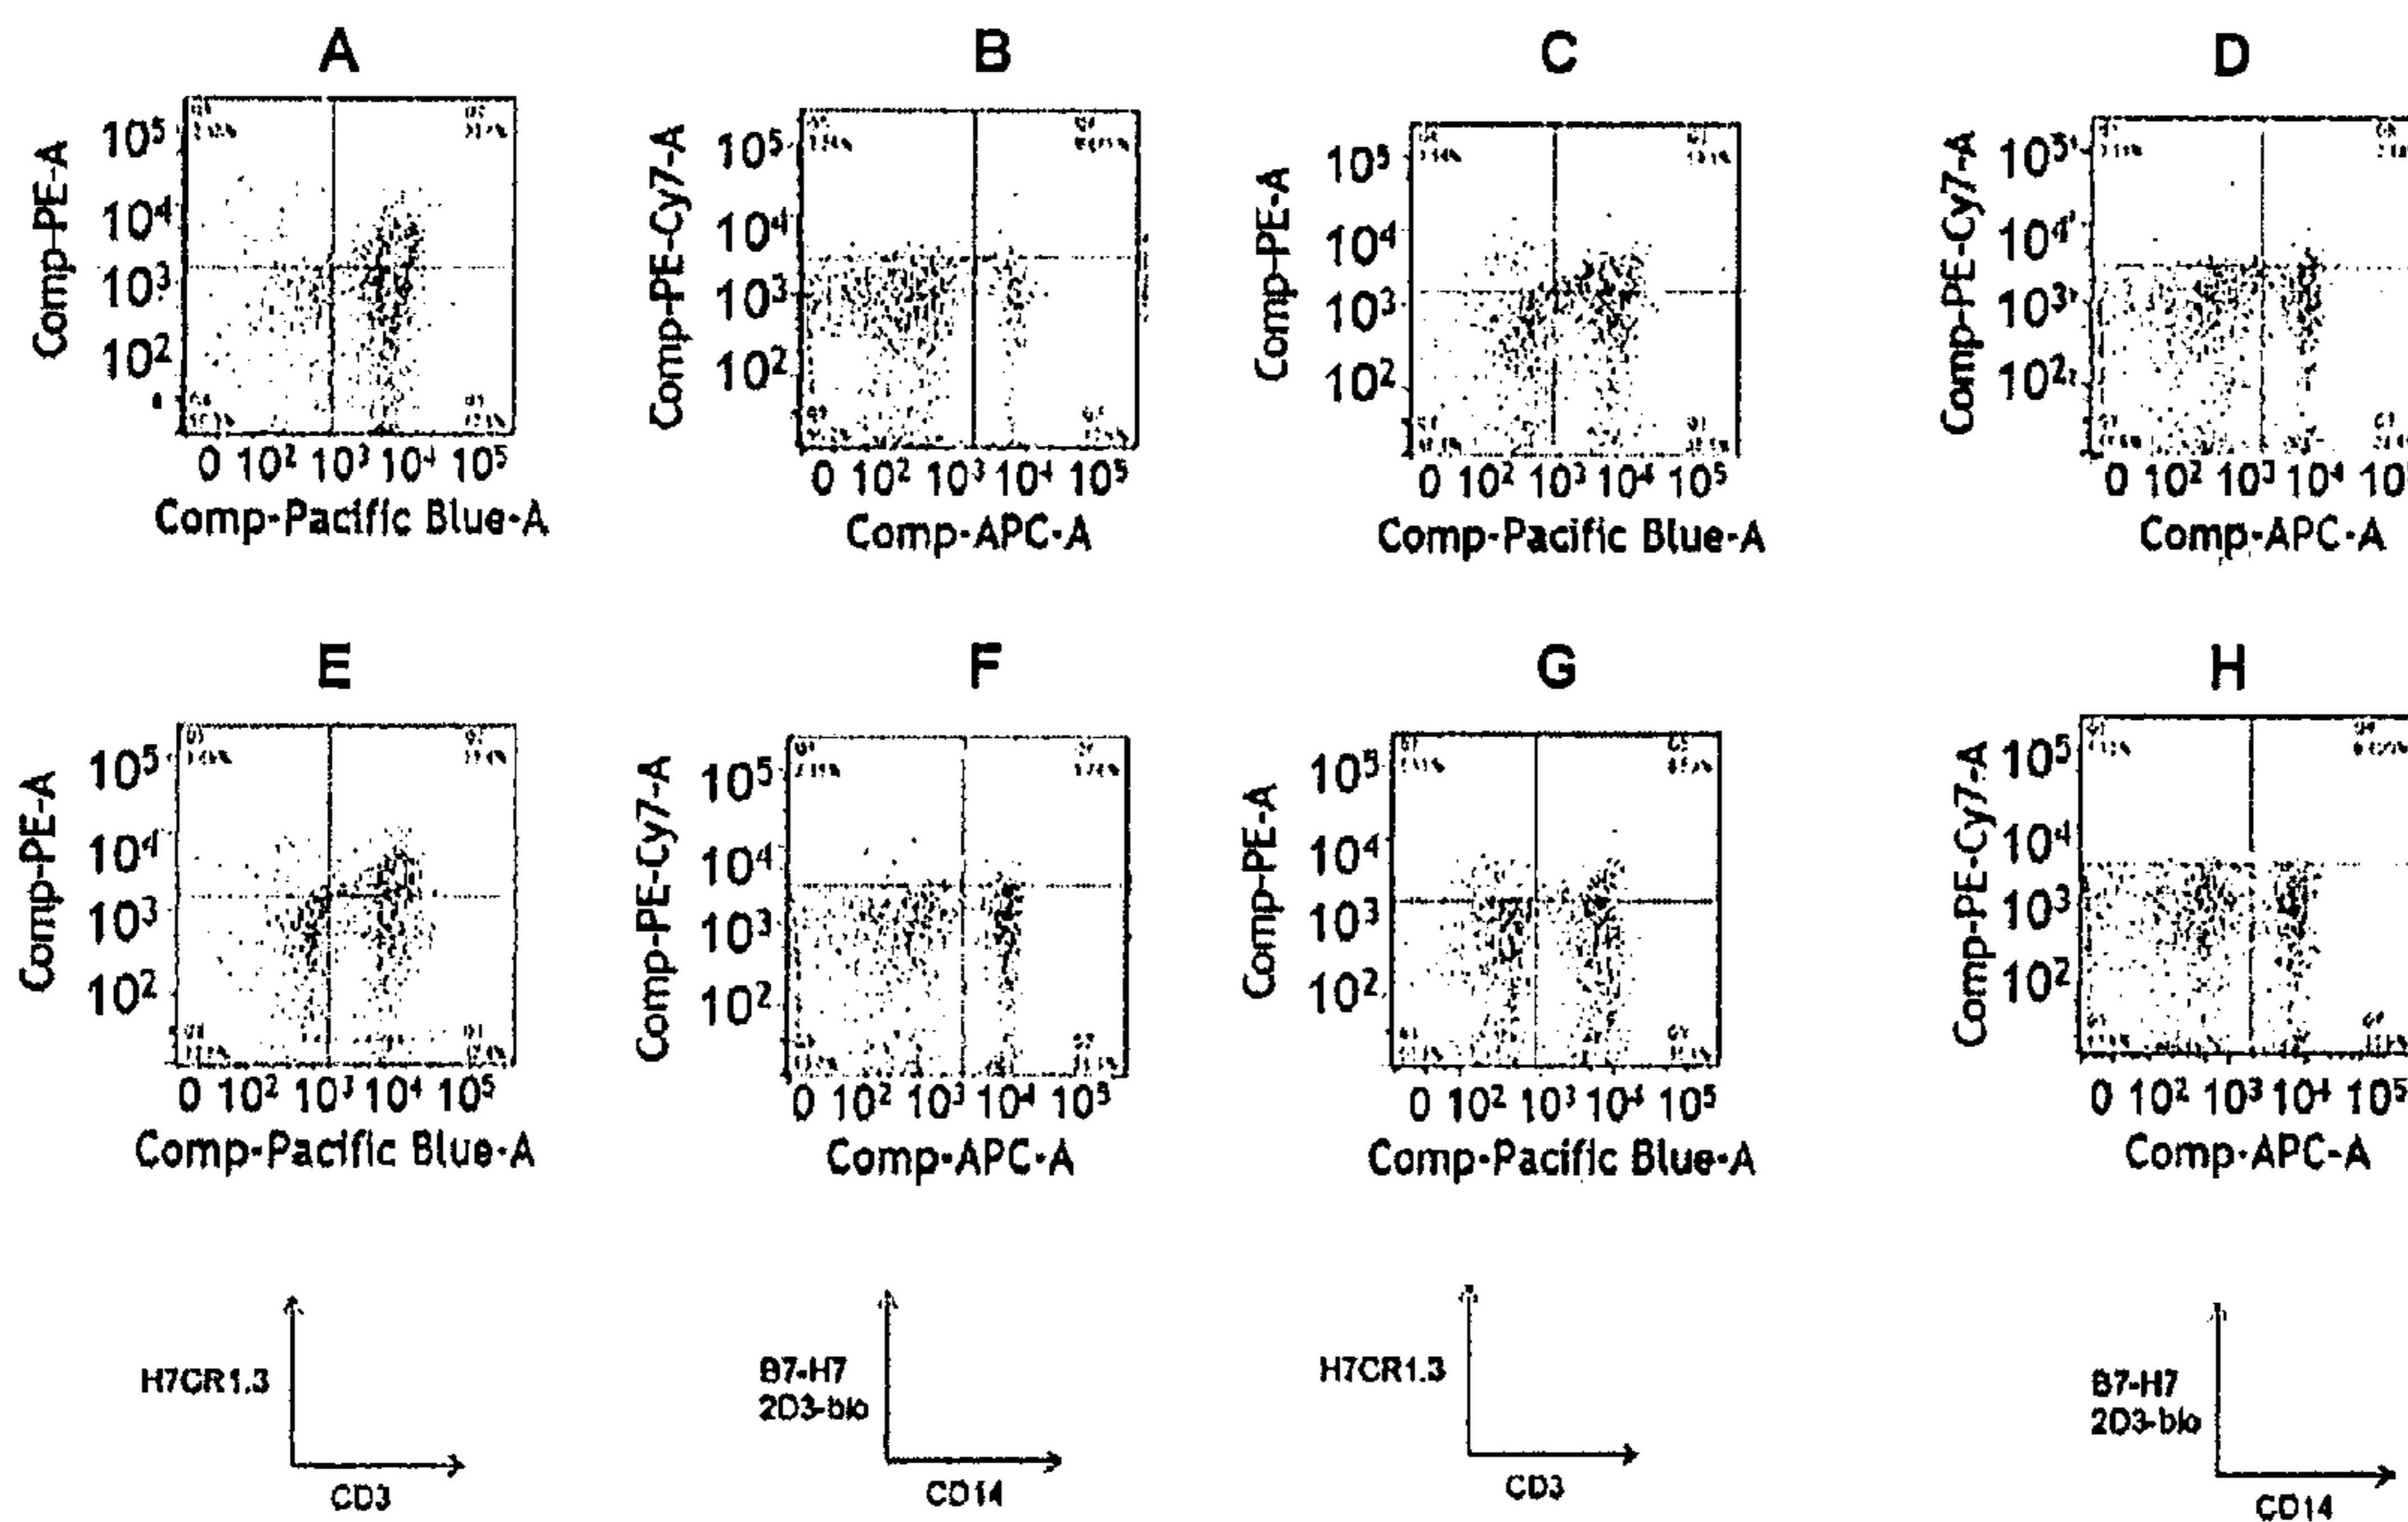 A
B
C
D
Comp-PE-A
10⁵
10⁴
10³
10²
0 10² 10³ 10⁴ 10⁵
Comp-Pacific Blue-A
Comp-PE-Cy7-A
10⁵
10⁴
10³
10²
0 10² 10³ 10⁴ 10⁵
Comp-APC-A
Comp-PE-A
10⁵
10⁴
10³
10²
0 10² 10³ 10⁴ 10⁵
Comp-Pacific Blue-A
Comp-PE-Cy7-A
10⁵
10⁴
10³
10²
0 10² 10³ 10⁴ 10
Comp-APC-A
E
F
G
H
Comp-PE-A
10⁵
10⁴
10³
10²
0 10² 10³ 10⁴ 10⁵
Comp-Pacific Blue-A
Comp-PE-Cy7-A
10⁵
10⁴
10³
10²
0 10² 10³ 10⁴ 10⁵
Comp-APC-A
Comp-PE-A
10⁵
10⁴
10³
10²
0 10² 10³ 10⁴ 10⁵
Comp-Pacific Blue-A
Comp-PE-Cy7-A
10⁵
10⁴
10³
10²
0 10² 10³ 10⁴ 10⁵
Comp-APC-A
H7CR1.3
CD3
B7-H7
2D3-bio
CD14
H7CR1.3
CD3
B7-H7
2D3-bio
CD14